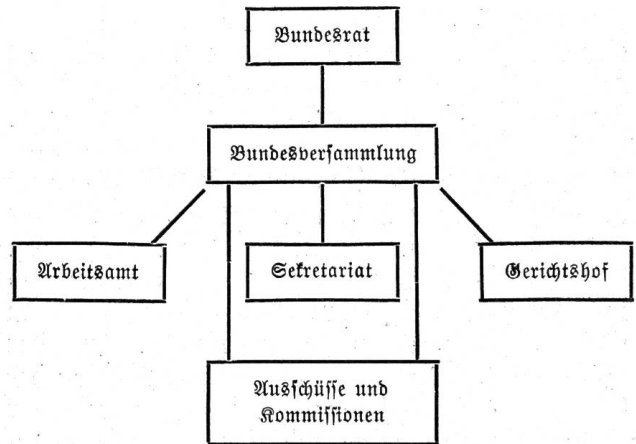 Bundesrat
Bundesversammlung
Arbeitsamt
Sekretariat
Gerichtshof
Ausschüsse und
Kommissionen